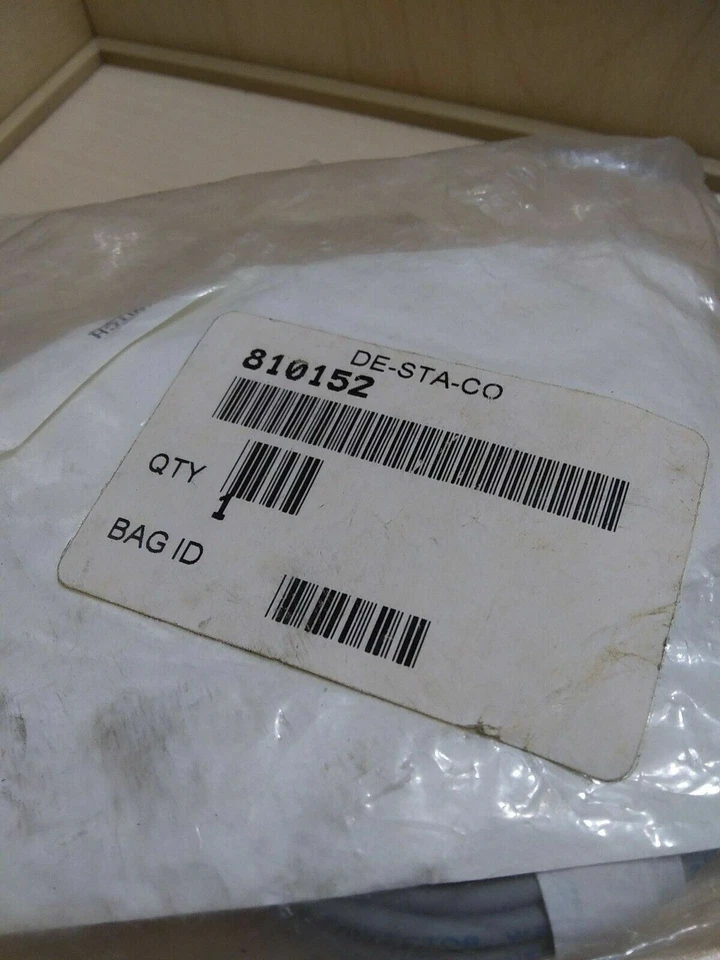 DE-STA-CO
810152
QTY
1
BAG ID